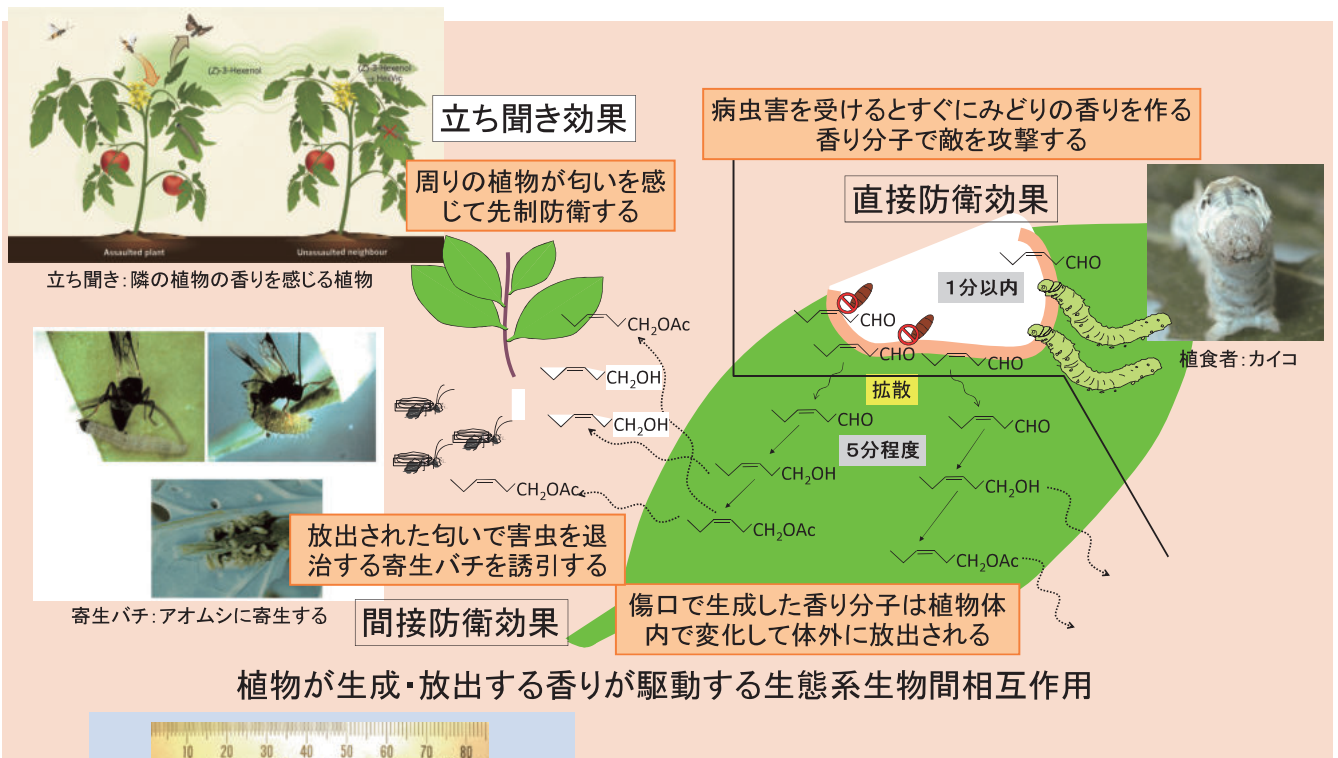 (Z)-3-Hexenol
(Z)-3-Hexenol
Assaulted plant
Unassaulted neighbour
立ち聞き:隣の植物の香りを感じる植物
立ち聞き効果
周りの植物が匂いを感
じて先制防衛する
病虫害を受けるとすぐにみどりの香りを作る
香り分子で敵を攻撃する
直接防衛効果
1分以内
CHO
CHO
CHO
CHO
植食者:カイコ
拡散
CHO
CHO
5分程度
CH₂OH
CH₂OH
CH₂OAc
CH₂OAc
CH₂OAc
CH₂OH
CH₂OH
CH₂OAc
放出された匂いで害虫を退
治する寄生バチを誘引する
寄生バチ:アオムシに寄生する
間接防衛効果
傷口で生成した香り分子は植物体
内で変化して体外に放出される
植物が生成・放出する香りが駆動する生態系生物間相互作用
10 20 30 40 50 60 70 80